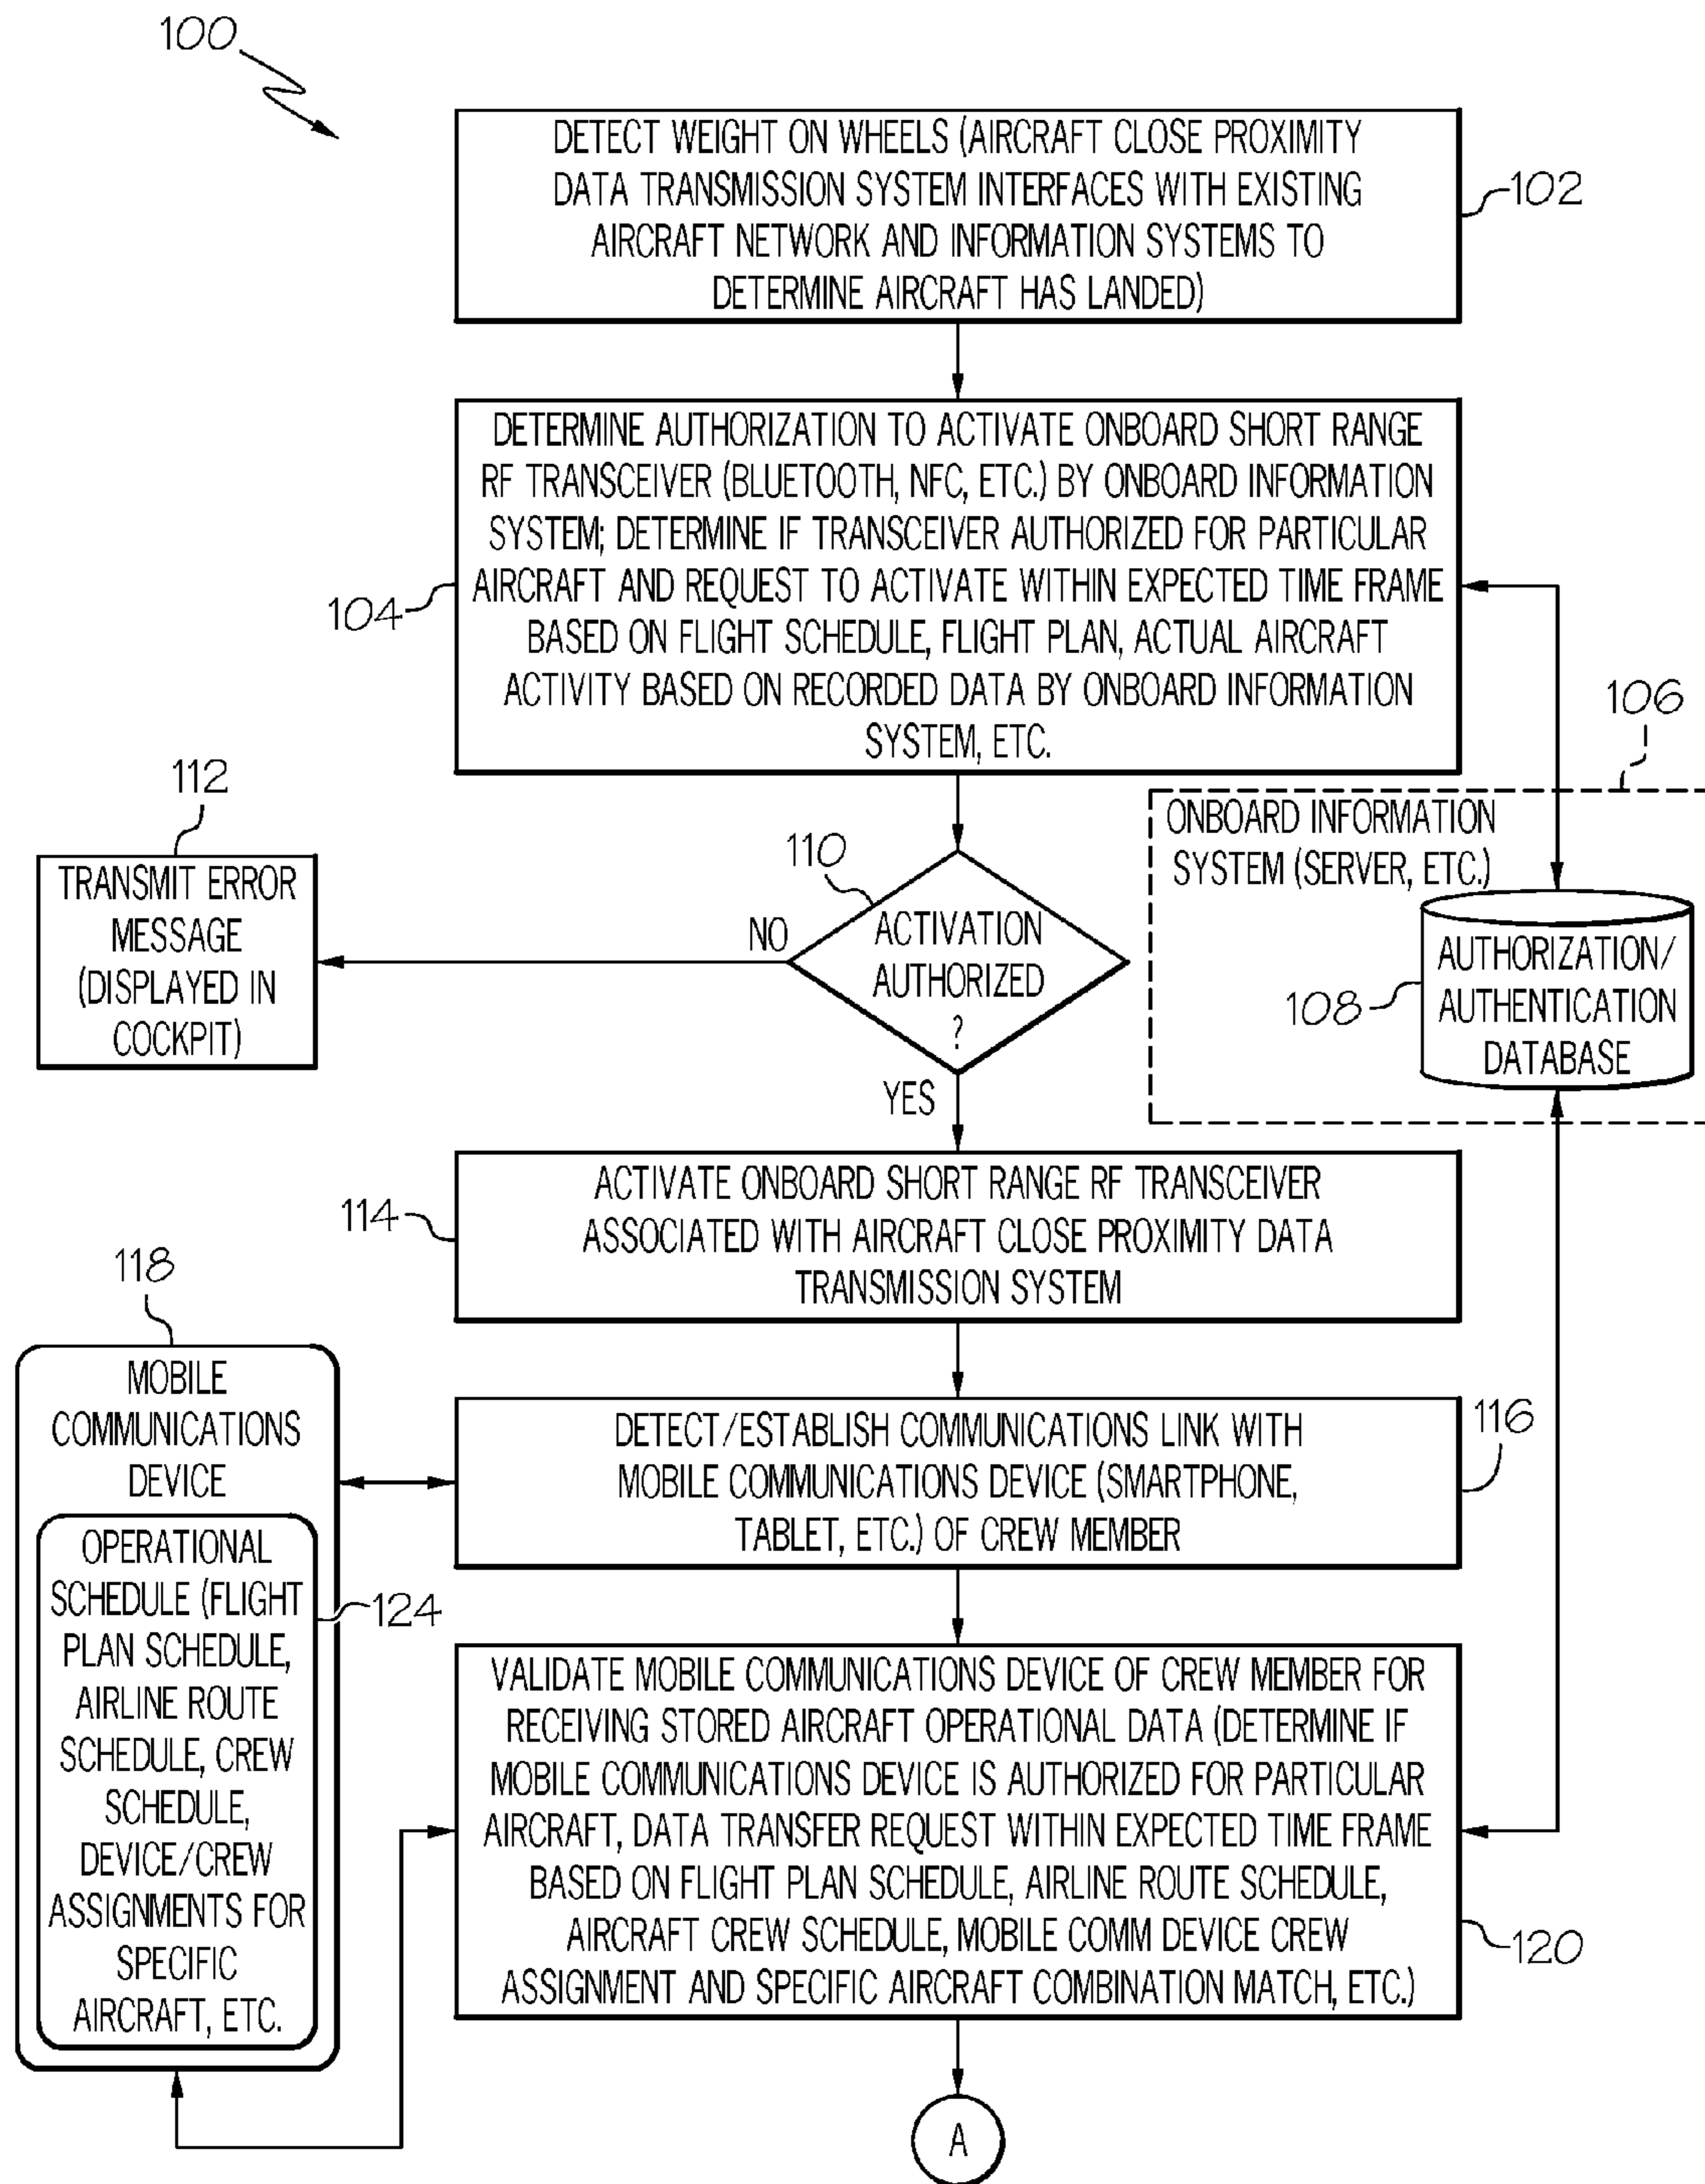 100
DETECT WEIGHT ON WHEELS (AIRCRAFT CLOSE PROXIMITY
DATA TRANSMISSION SYSTEM INTERFACES WITH EXISTING
AIRCRAFT NETWORK AND INFORMATION SYSTEMS TO
DETERMINE AIRCRAFT HAS LANDED)
102
DETERMINE AUTHORIZATION TO ACTIVATE ONBOARD SHORT RANGE
RF TRANSCEIVER (BLUETOOTH, NFC, ETC.) BY ONBOARD INFORMATION
SYSTEM; DETERMINE IF TRANSCEIVER AUTHORIZED FOR PARTICULAR
AIRCRAFT AND REQUEST TO ACTIVATE WITHIN EXPECTED TIME FRAME
BASED ON FLIGHT SCHEDULE, FLIGHT PLAN, ACTUAL AIRCRAFT
ACTIVITY BASED ON RECORDED DATA BY ONBOARD INFORMATION
SYSTEM, ETC.
104
106
ONBOARD INFORMATION
SYSTEM (SERVER, ETC.)
AUTHORIZATION/
AUTHENTICATION
DATABASE
108
110
ACTIVATION
AUTHORIZED
?
NO
YES
112
TRANSMIT ERROR
MESSAGE
(DISPLAYED IN
COCKPIT)
114
ACTIVATE ONBOARD SHORT RANGE RF TRANSCEIVER
ASSOCIATED WITH AIRCRAFT CLOSE PROXIMITY DATA
TRANSMISSION SYSTEM
118
MOBILE
COMMUNICATIONS
DEVICE
OPERATIONAL
SCHEDULE (FLIGHT
PLAN SCHEDULE,
AIRLINE ROUTE
SCHEDULE, CREW
SCHEDULE,
DEVICE/CREW
ASSIGNMENTS FOR
SPECIFIC
AIRCRAFT, ETC.
124
DETECT/ESTABLISH COMMUNICATIONS LINK WITH
MOBILE COMMUNICATIONS DEVICE (SMARTPHONE,
TABLET, ETC.) OF CREW MEMBER
116
VALIDATE MOBILE COMMUNICATIONS DEVICE OF CREW MEMBER FOR
RECEIVING STORED AIRCRAFT OPERATIONAL DATA (DETERMINE IF
MOBILE COMMUNICATIONS DEVICE IS AUTHORIZED FOR PARTICULAR
AIRCRAFT, DATA TRANSFER REQUEST WITHIN EXPECTED TIME FRAME
BASED ON FLIGHT PLAN SCHEDULE, AIRLINE ROUTE SCHEDULE,
AIRCRAFT CREW SCHEDULE, MOBILE COMM DEVICE CREW
ASSIGNMENT AND SPECIFIC AIRCRAFT COMBINATION MATCH, ETC.)
120
A